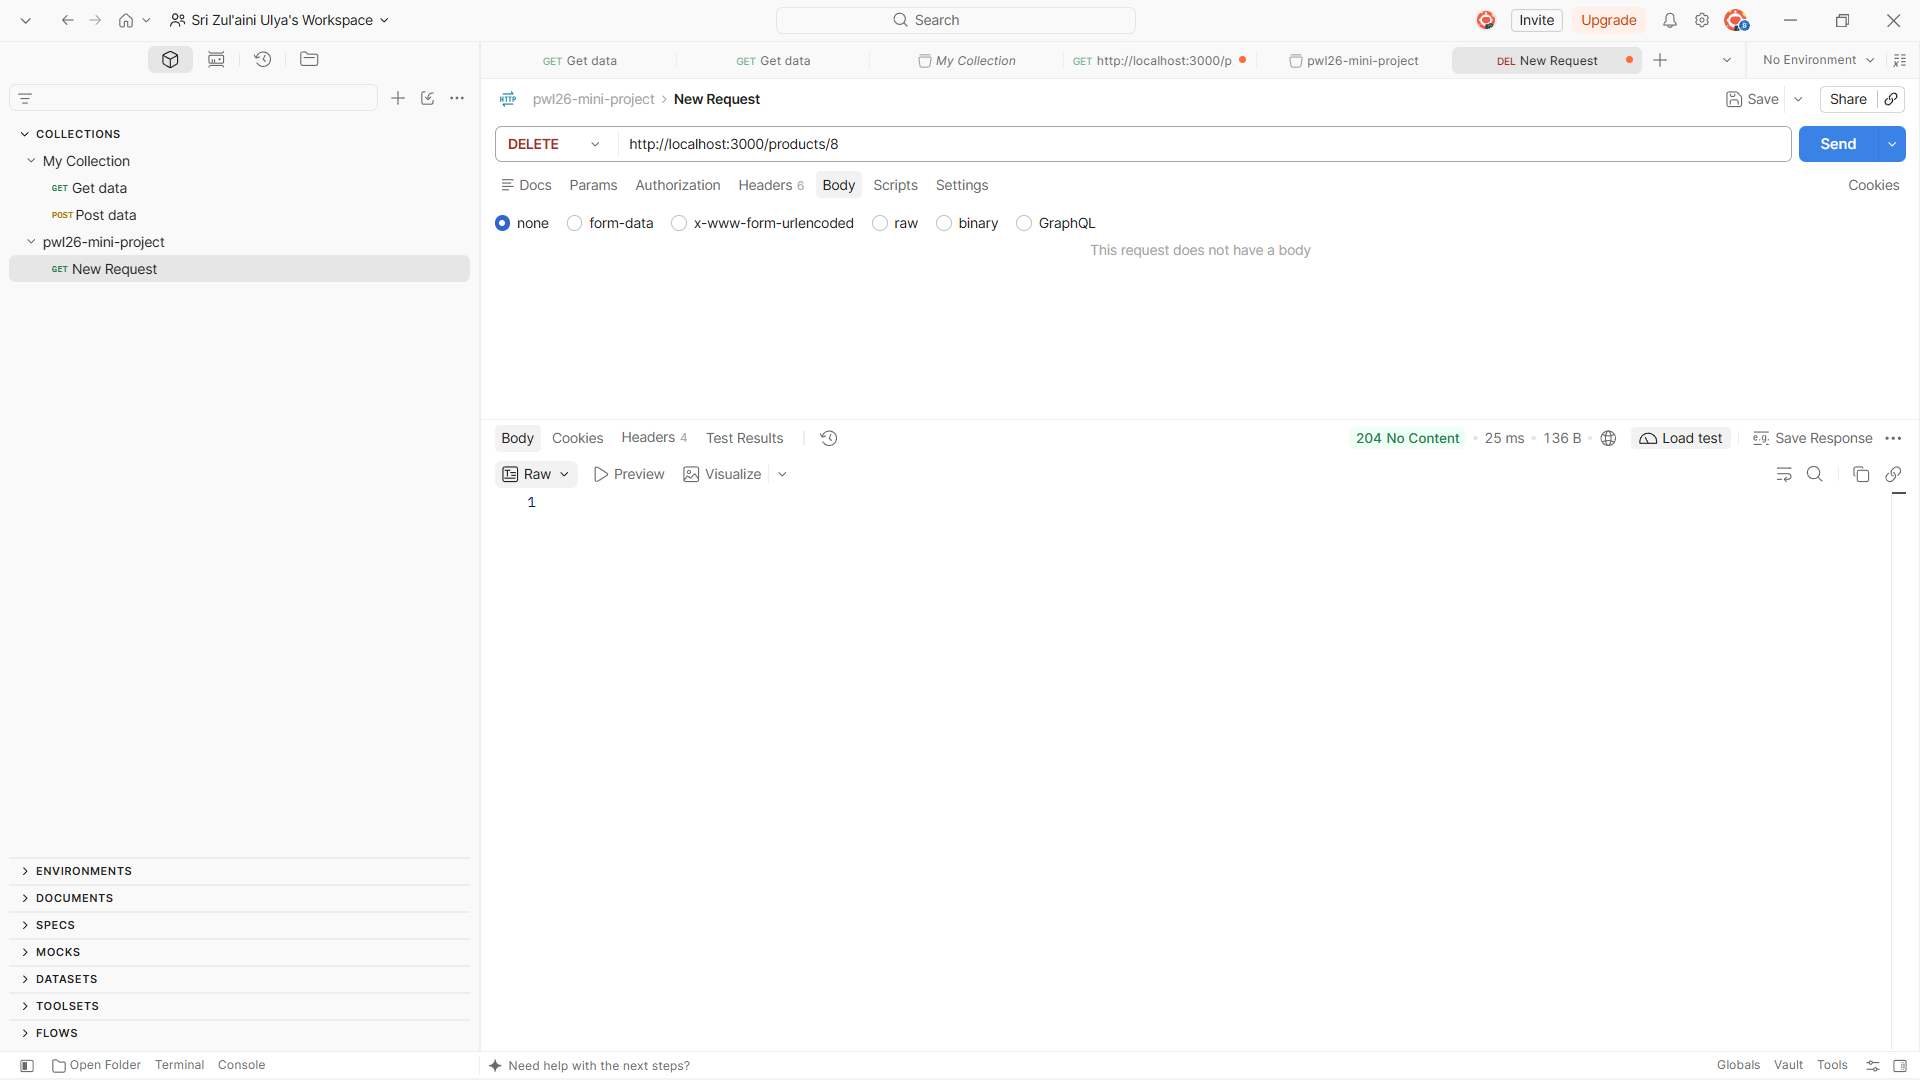 Sri Zul'aini Ulya's Workspace
Search
Invite
Upgrade
8
GET Get data
GET Get data
My Collection
GET http://localhost:3000/p
pwl26-mini-project
DEL New Request
No Environment
HTTP pwl26-mini-project > New Request
Save
Share
COLLECTIONS
My Collection
GET Get data
POST Post data
pwl26-mini-project
GET New Request
DELETE
http://localhost:3000/products/8
Send
Docs
Params
Authorization
Headers 6
Body
Scripts
Settings
Cookies
none
form-data
x-www-form-urlencoded
raw
binary
GraphQL
This request does not have a body
Body
Cookies
Headers 4
Test Results
204 No Content
25 ms
136 B
Load test
e.g. Save Response
Raw
Preview
Visualize
1
ENVIRONMENTS
DOCUMENTS
SPECS
MOCKS
DATASETS
TOOLSETS
FLOWS
Open Folder
Terminal
Console
Need help with the next steps?
Globals
Vault
Tools